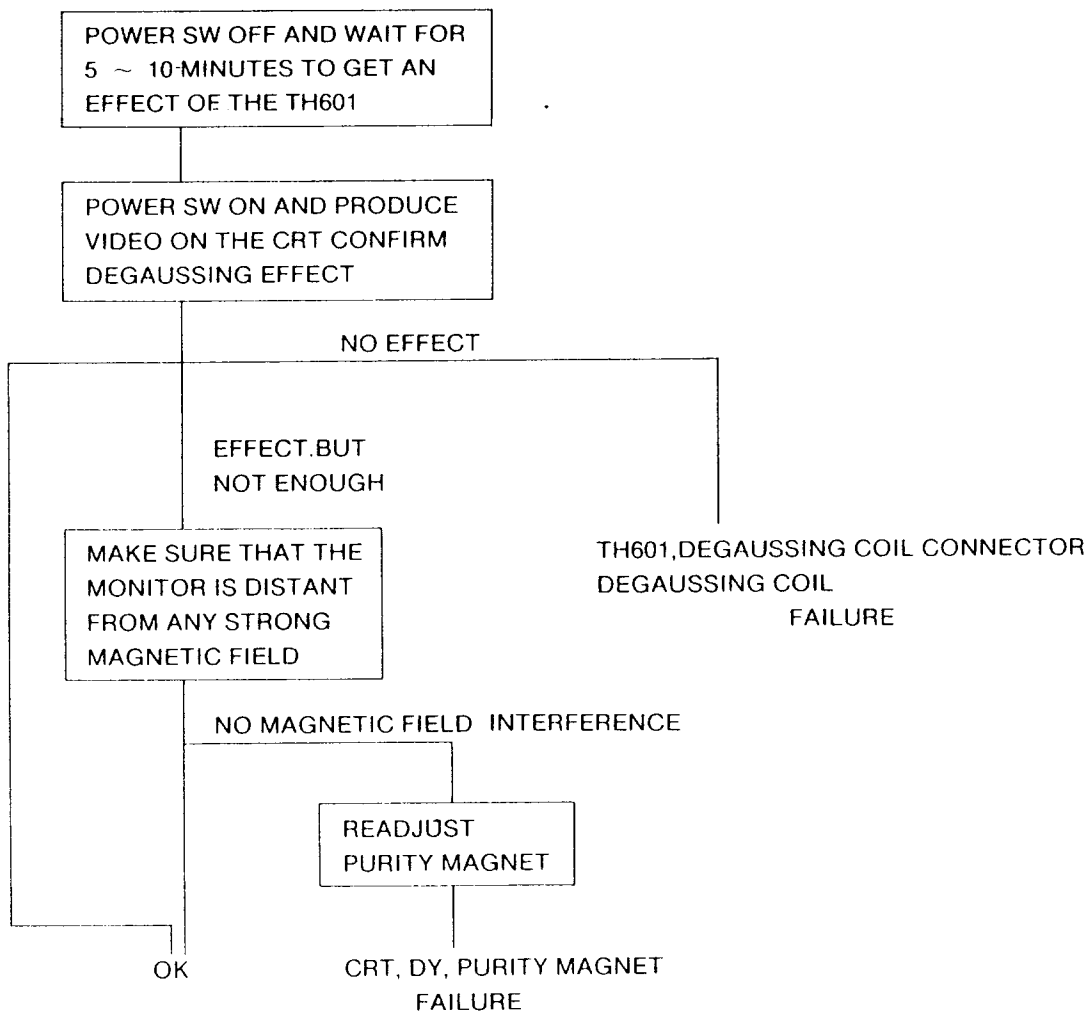 POWER SW OFF AND WAIT FOR
5 ~ 10-MINUTES TO GET AN
EFFECT OF THE TH601
POWER SW ON AND PRODUCE
VIDEO ON THE CRT CONFIRM
DEGAUSSING EFFECT
NO EFFECT
EFFECT.BUT
NOT ENOUGH
MAKE SURE THAT THE
MONITOR IS DISTANT
FROM ANY STRONG
MAGNETIC FIELD
TH601,DEGAUSSING COIL CONNECTOR
DEGAUSSING COIL
FAILURE
NO MAGNETIC FIELD INTERFERENCE
READJUST
PURITY MAGNET
OK
CRT, DY, PURITY MAGNET
FAILURE